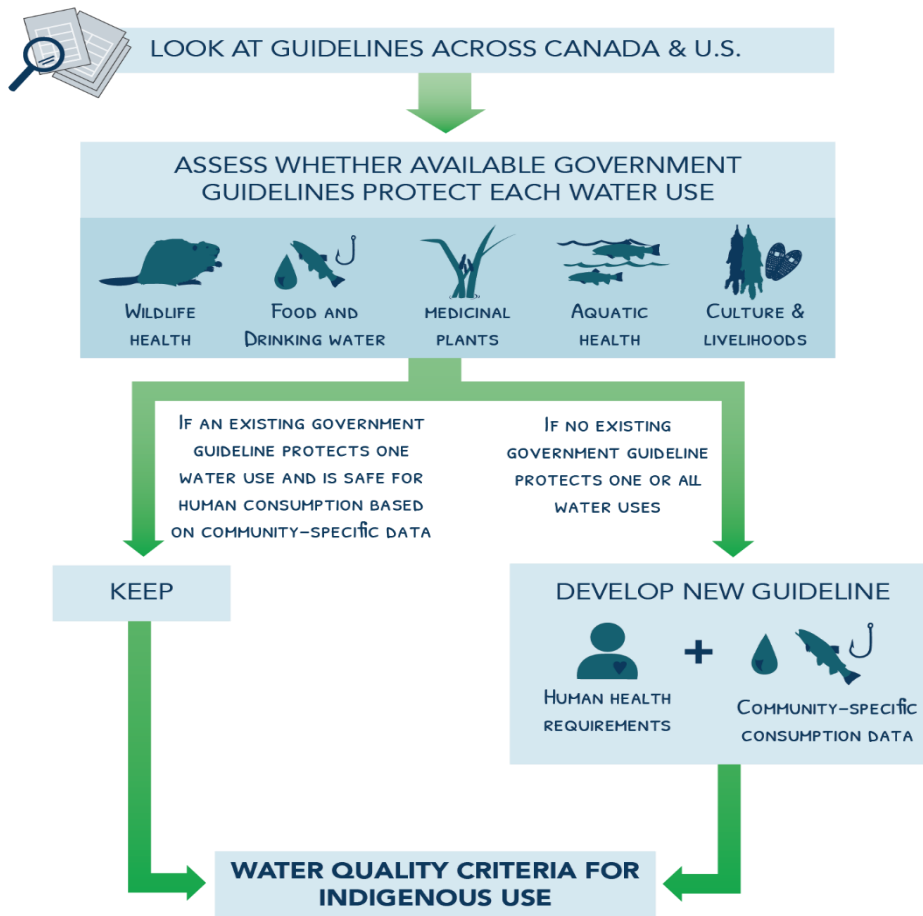 LOOK AT GUIDELINES ACROSS CANADA & U.S.
ASSESS WHETHER AVAILABLE GOVERNMENT
GUIDELINES PROTECT EACH WATER USE
WILDLIFE
HEALTH
FOOD AND
DRINKING WATER
MEDICINAL
PLANTS
AQUATIC
HEALTH
CULTURE &
LIVELIHOODS
IF AN EXISTING GOVERNMENT
GUIDELINE PROTECTS ONE
WATER USE AND IS SAFE FOR
HUMAN CONSUMPTION BASED
ON COMMUNITY-SPECIfiC DATA
IF NO EXISTING
GOVERNMENT GUIDELINE
PROTECTS ONE OR ALL
WATER USES
KEEP
DEVELOP NEW GUIDELINE
+
HUMAN HEALTH
REQUIREMENTS
COMMUNITY-SPECIfiC
CONSUMPTION DATA
WATER QUALITY CRITERIA FOR
INDIGENOUS USE